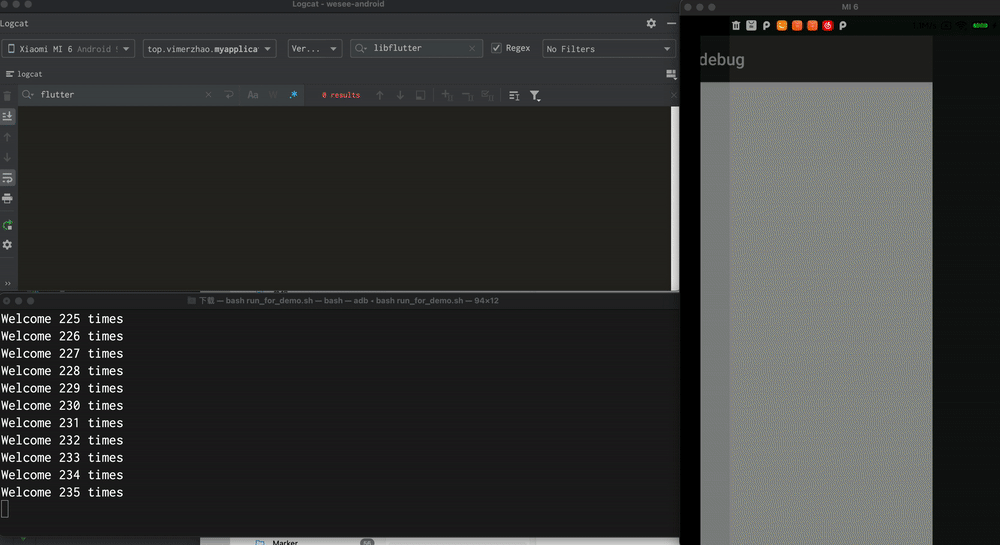 Logcat — wesee-android
Logcat
Xiaomi MI 6 Android
top.vimerzhao.myapplica
Ver...
libflutter
Regex
No Filters
logcat
flutter
Aa
W
.*
0 results
下载 — bash run_for_demo.sh — bash — adb • bash run_for_demo.sh — 94×12
Welcome 225 times
Welcome 226 times
Welcome 227 times
Welcome 228 times
Welcome 229 times
Welcome 230 times
Welcome 231 times
Welcome 232 times
Welcome 233 times
Welcome 234 times
Welcome 235 times
Marker
56
MI 6
debug